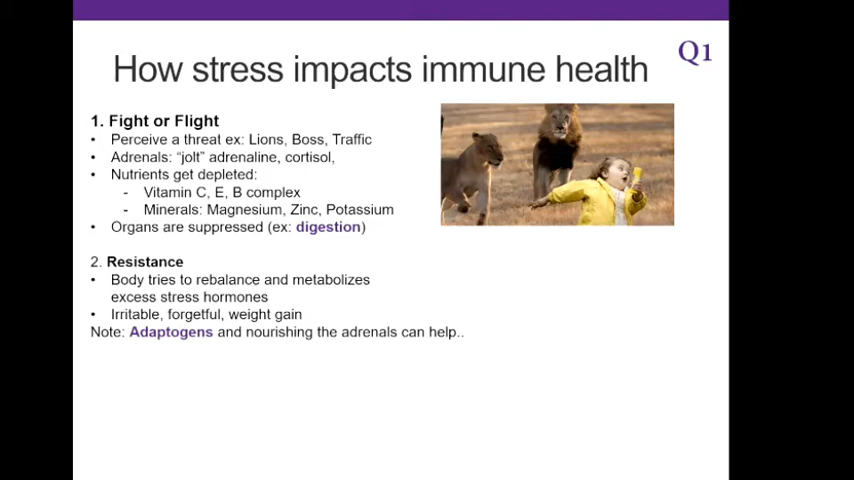 Q1
How stress impacts immune health
1. Fight or Flight
• Perceive a threat ex: Lions, Boss, Traffic
• Adrenals: “jolt” adrenaline, cortisol,
• Nutrients get depleted:
- Vitamin C, E, B complex
- Minerals: Magnesium, Zinc, Potassium
• Organs are suppressed (ex: digestion)
2. Resistance
• Body tries to rebalance and metabolizes
excess stress hormones
• Irritable, forgetful, weight gain
Note: Adaptogens and nourishing the adrenals can help..